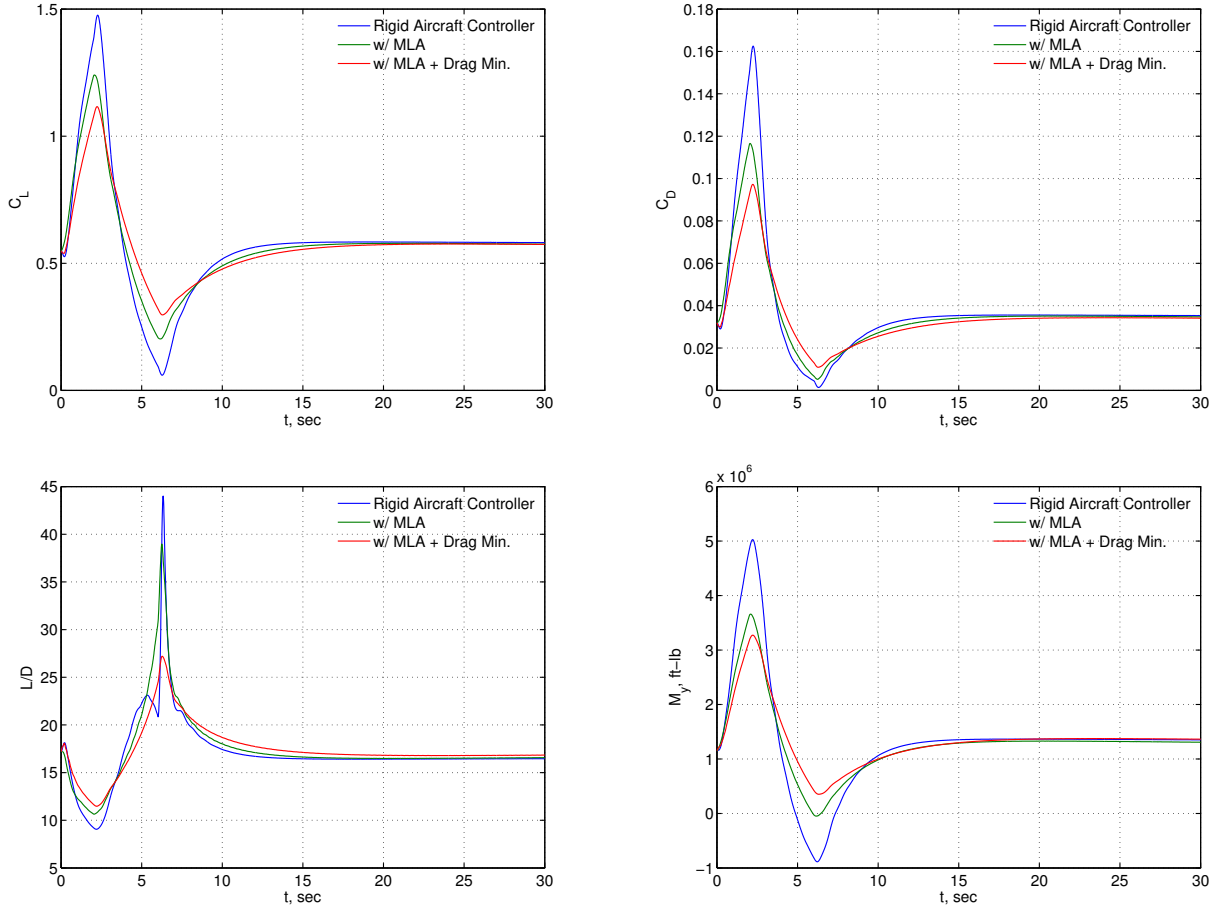 1.5
1
0.5
0
C_L
0 5 10 15 20 25 30
t, sec
Rigid Aircraft Controller
w/ MLA
w/ MLA + Drag Min.
0.18
0.16
0.14
0.12
0.1
0.08
0.06
0.04
0.02
0
C_D
0 5 10 15 20 25 30
t, sec
Rigid Aircraft Controller
w/ MLA
w/ MLA + Drag Min.
45
40
35
30
25
20
15
10
5
L/D
0 5 10 15 20 25 30
t, sec
Rigid Aircraft Controller
w/ MLA
w/ MLA + Drag Min.
x 10^6
6
5
4
3
2
1
0
−1
M_y, ft−lb
0 5 10 15 20 25 30
t, sec
Rigid Aircraft Controller
w/ MLA
w/ MLA + Drag Min.